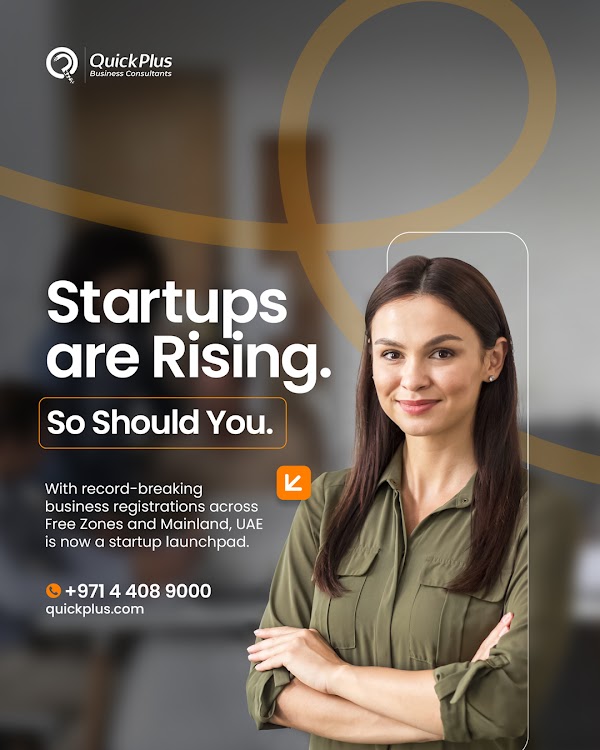 QuickPlus
Business Consultants
Startups
are Rising.
So Should You.
With record-breaking
business registrations across
Free Zones and Mainland, UAE
is now a startup launchpad.
+971 4 408 9000
quickplus.com